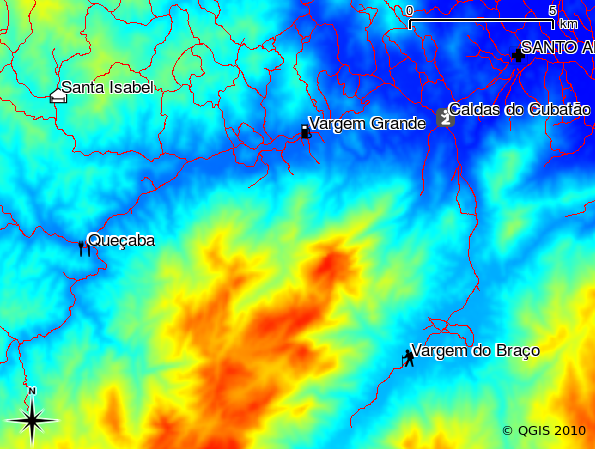 0 5
km
SANTO A
Santa Isabel
Caldas do Cubatão
Vargem Grande
Queçaba
Vargem do Braço
N
© QGIS 2010